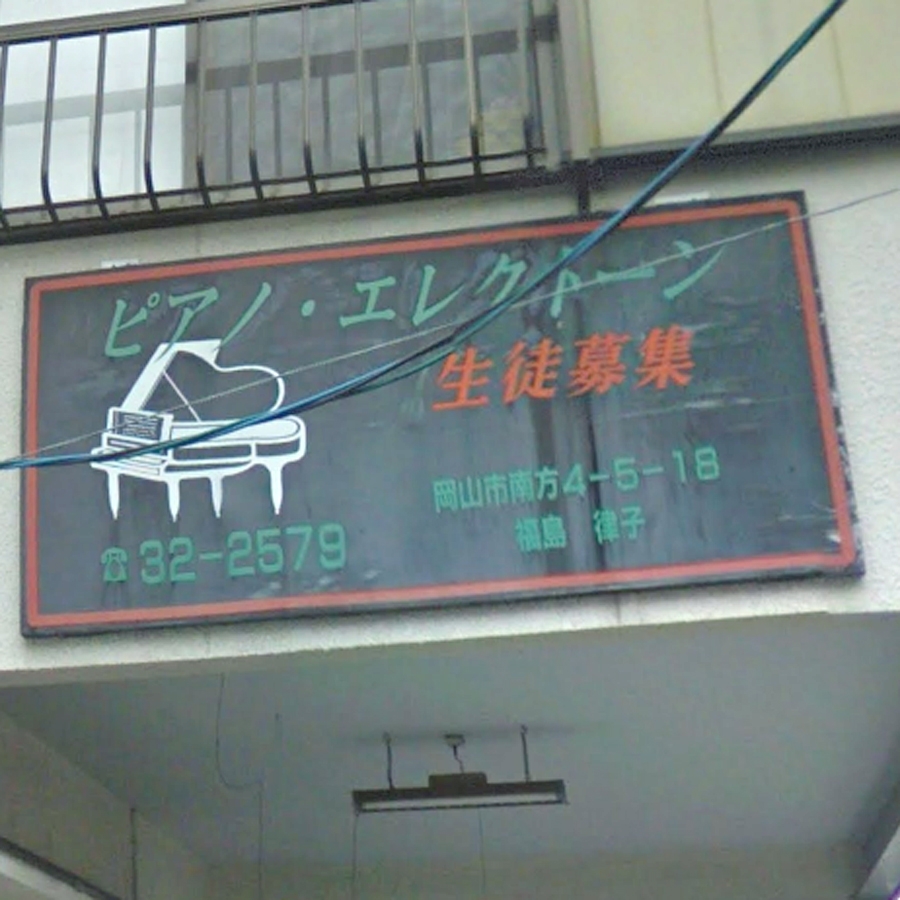 ピアノ・エレクトーン
生徒募集
岡山市南方4-5-18
福島 律子
☎32-2579